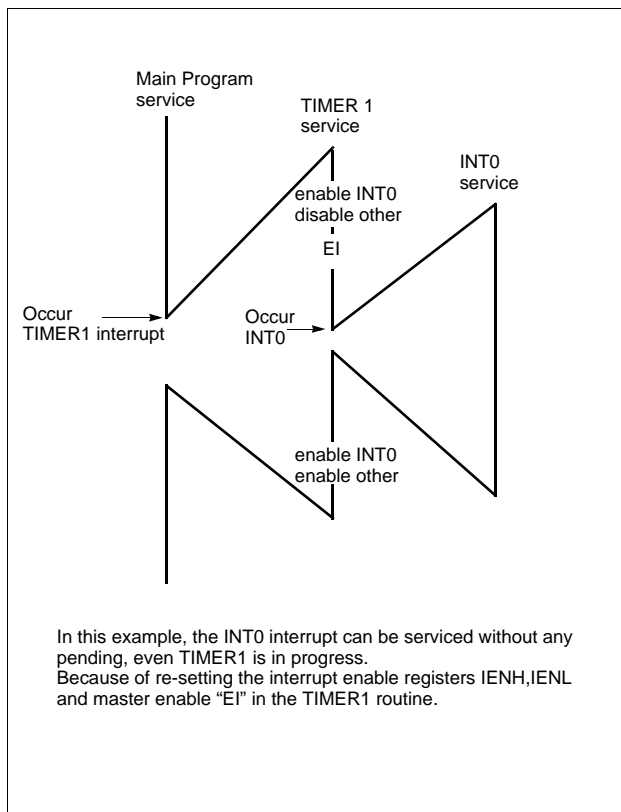 Main Program
service
TIMER 1
service
INT0
service
enable INT0
disable other
EI
Occur
TIMER1 interrupt
Occur
INT0
enable INT0
enable other
In this example, the INT0 interrupt can be serviced without any
pending, even TIMER1 is in progress.
Because of re-setting the interrupt enable registers IENH,IENL
and master enable “EI” in the TIMER1 routine.